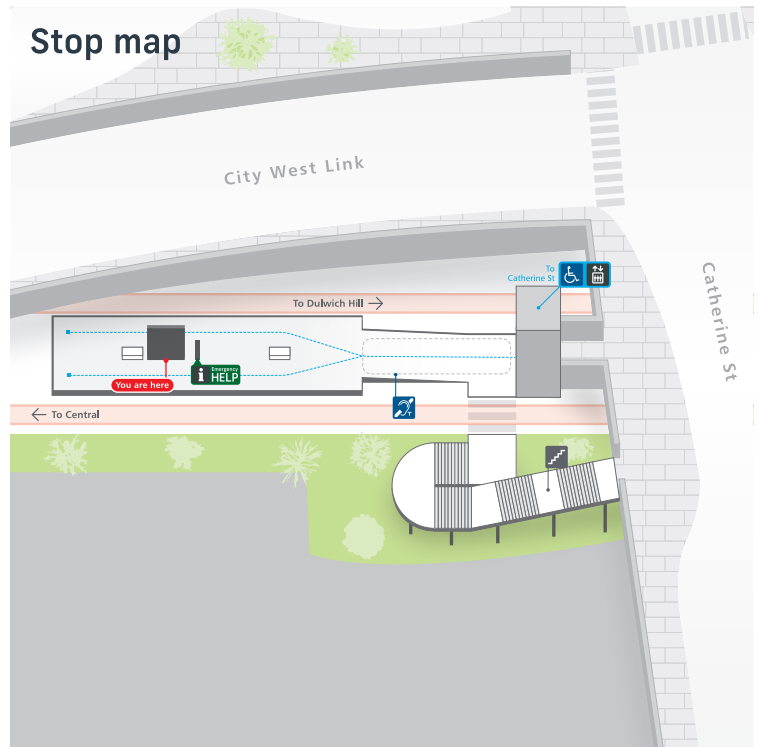 Stop map
City West Link
To
Catherine St
Catherine St
To Dulwich Hill
Emergency
HELP
i
You are here
To Central
T